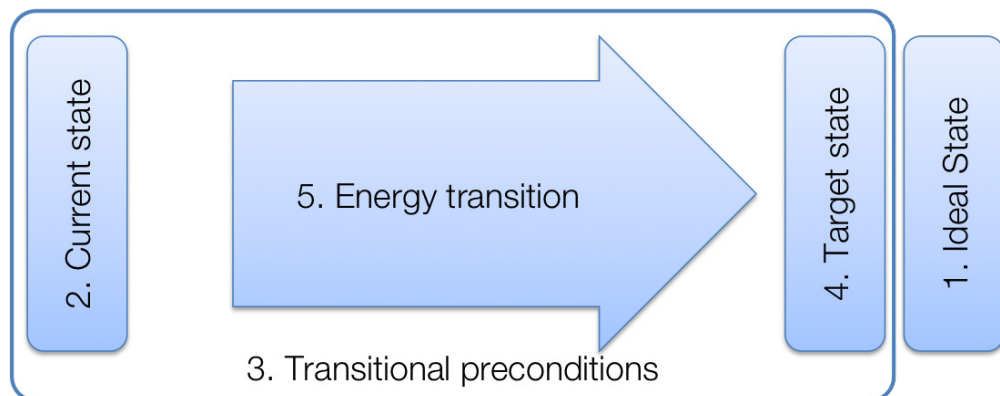 2. Current state
5. Energy transition
3. Transitional preconditions
4. Target state
1. Ideal State